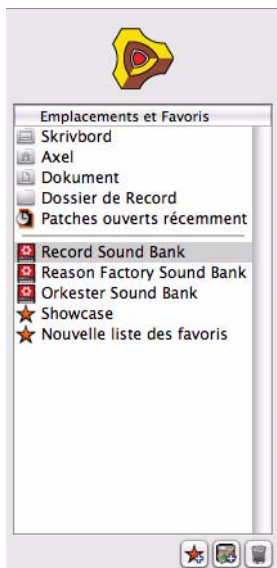 Emplacements et Favoris
Skrivbord
Axel
Dokument
Dossier de Record
Patches ouverts récemment
Record Sound Bank
Reason Factory Sound Bank
Orkester Sound Bank
Showcase
Nouvelle liste des favoris